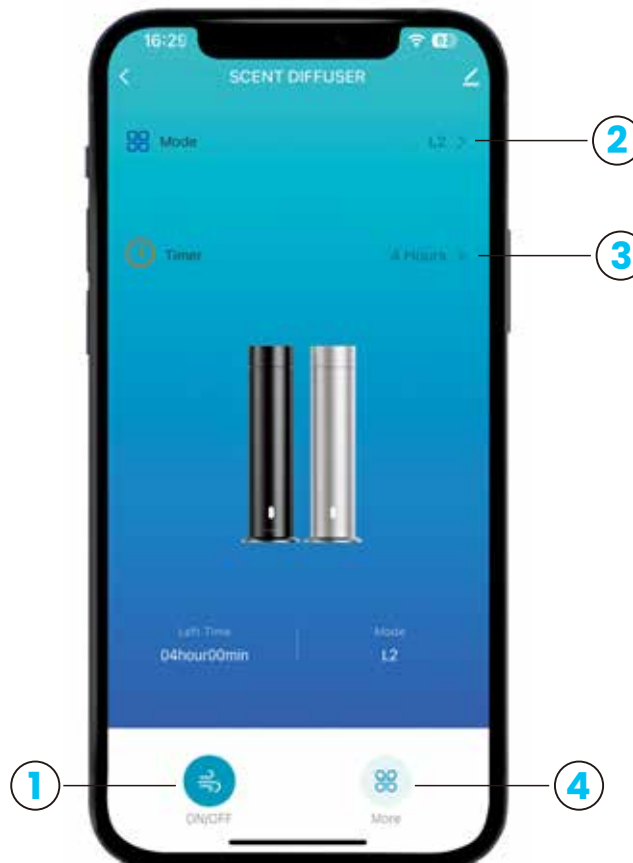 16:29
SCENT DIFFUSER
Mode L2 >
2
Timer 4 Hours >
3
Left Time Mode
04hour00min L2
1
ON/OFF More
4